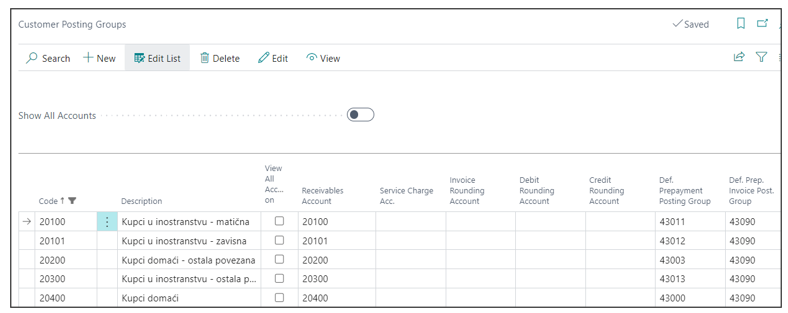 Customer Posting Groups Saved
Search New Edit List Delete Edit View
Show All Accounts
Code ↑ Description View All Acc... on Receivables Account Service Charge Acc. Invoice Rounding Account Debit Rounding Account Credit Rounding Account Def. Prepayment Posting Group Def. Prep. Invoice Post. Group
20100 Kupci u inostranstvu - matična 20100 43011 43090
20101 Kupci u inostranstvu - zavisna 20101 43012 43090
20200 Kupci domaći - ostala povezana 20200 43003 43090
20300 Kupci u inostranstvu - ostala p... 20300 43013 43090
20400 Kupci domaći 20400 43000 43090